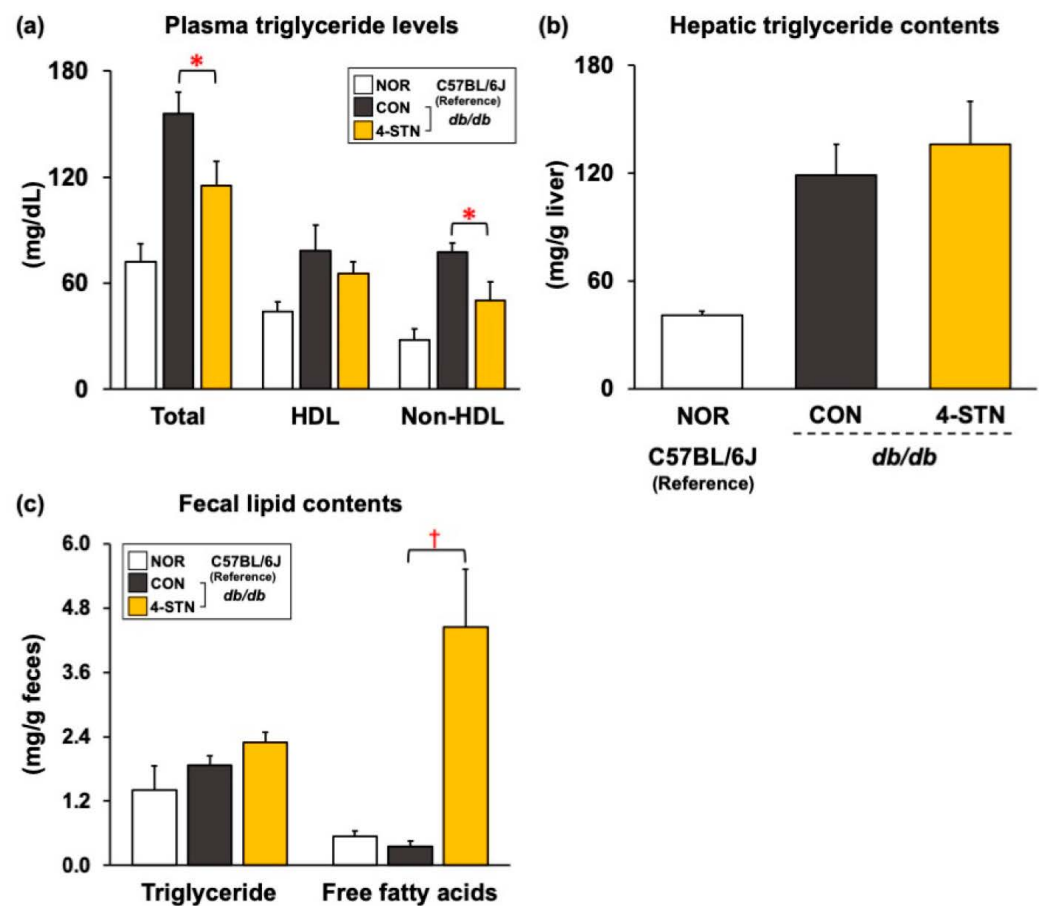 (a) Plasma triglyceride levels
180
120
60
0
(mg/dL)
*
*
NOR C57BL/6J
(Reference)
CON
db/db
4-STN
Total HDL Non-HDL
(b) Hepatic triglyceride contents
180
120
60
0
(mg/g liver)
NOR CON 4-STN
C57BL/6J db/db
(Reference)
(c) Fecal lipid contents
6.0
4.8
3.6
2.4
1.2
0.0
(mg/g feces)
†
NOR C57BL/6J
(Reference)
CON
db/db
4-STN
Triglyceride Free fatty acids